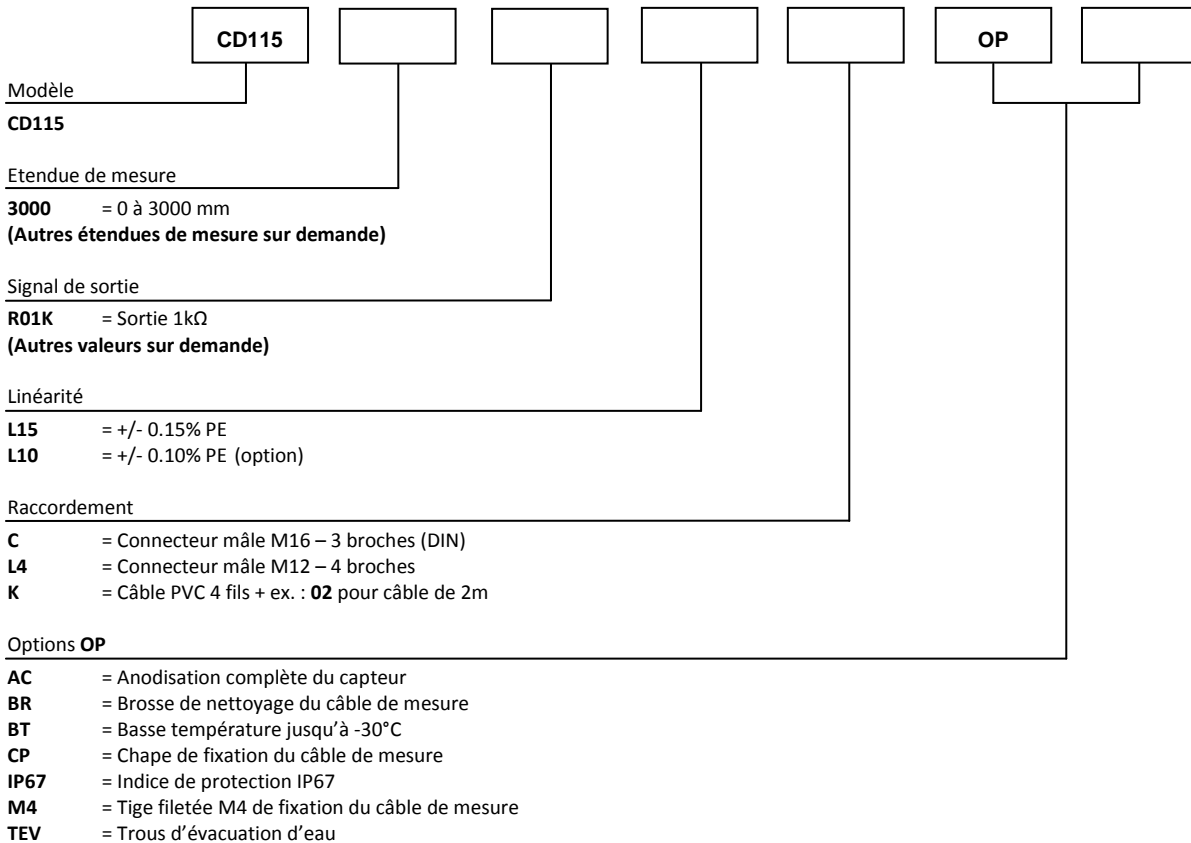 CD115 OP
Modèle
CD115
Etendue de mesure
3000 = 0 à 3000 mm
(Autres étendues de mesure sur demande)
Signal de sortie
R01K = Sortie 1kΩ
(Autres valeurs sur demande)
Linéarité
L15 = +/- 0.15% PE
L10 = +/- 0.10% PE (option)
Raccordement
C = Connecteur mâle M16 – 3 broches (DIN)
L4 = Connecteur mâle M12 – 4 broches
K = Câble PVC 4 fils + ex. : 02 pour câble de 2m
Options OP
AC = Anodisation complète du capteur
BR = Brosse de nettoyage du câble de mesure
BT = Basse température jusqu’à -30°C
CP = Chape de fixation du câble de mesure
IP67 = Indice de protection IP67
M4 = Tige filetée M4 de fixation du câble de mesure
TEV = Trous d’évacuation d’eau